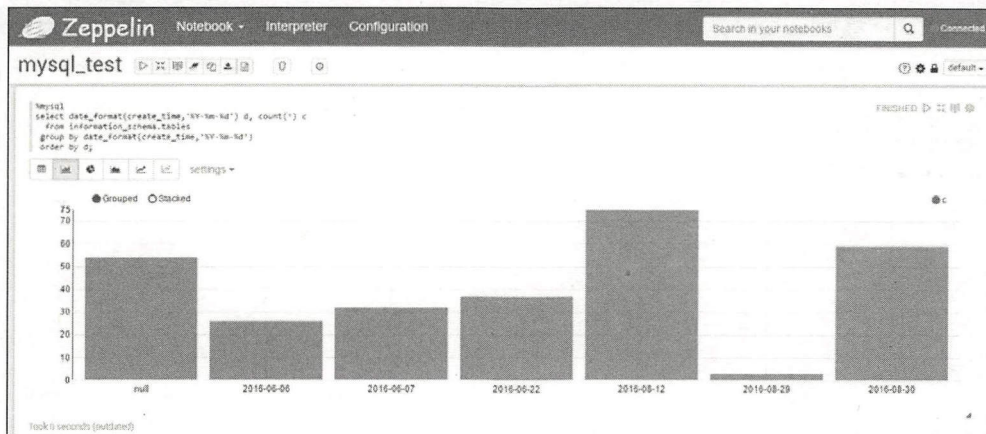 Zeppelin Notebook Interpreter Configuration Search in your notebooks Connected
mysql_test default
%mysql
select date_format(create_time,'%Y-%m-%d') d, count(*) c
from information_schema.tables
group by date_format(create_time,'%Y-%m-%d')
order by d;
FINISHED
settings
Grouped Stacked c
75
70
60
50
40
30
20
10
0
null 2016-06-06 2016-06-07 2016-06-22 2016-08-12 2016-08-29 2016-08-30
Took 0 seconds (outdated)